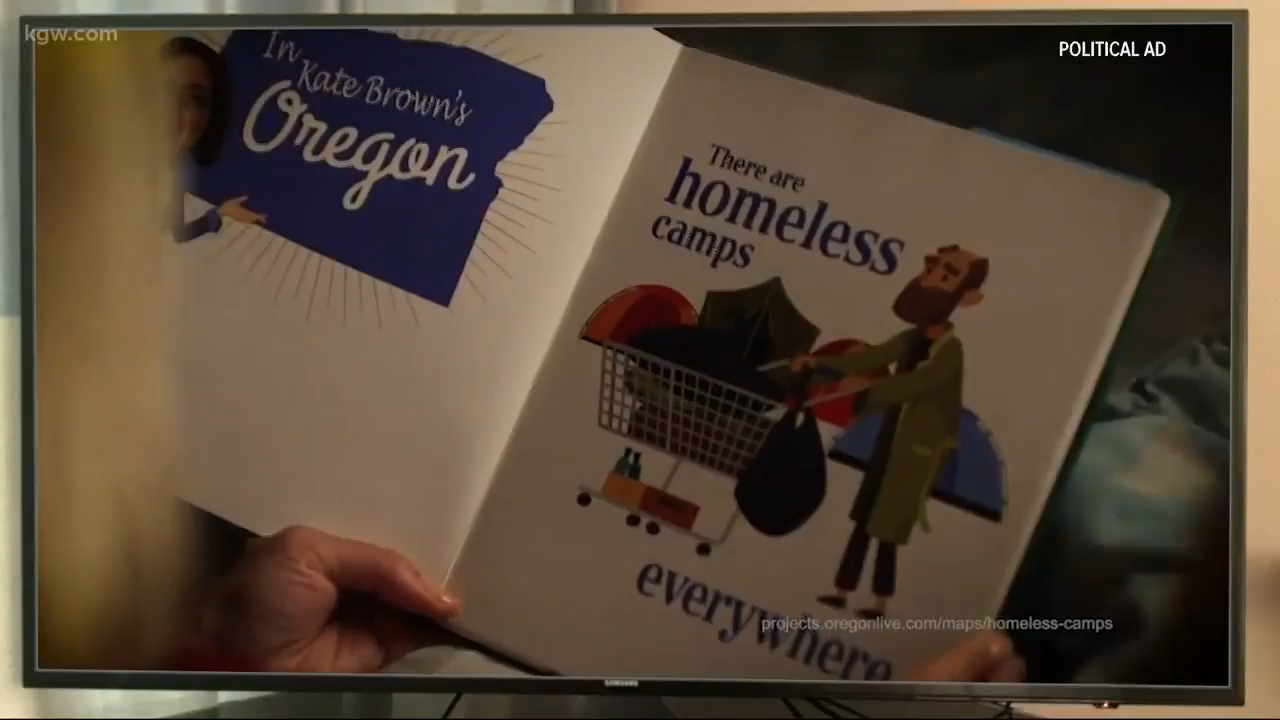 kgw.com
POLITICAL AD
In
Kate Brown's
Oregon
There are
homeless
camps
everywhere
projects.oregonlive.com/maps/homeless-camps
SAMSUNG